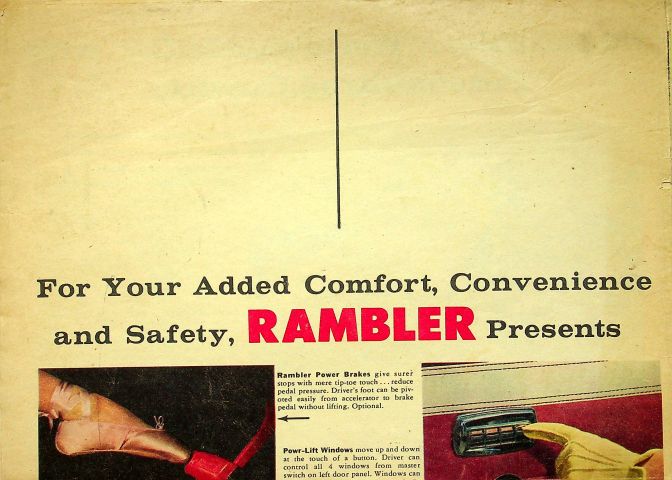 For Your Added Comfort, Convenience
and Safety, RAMBLER Presents
Rambler Power Brakes give surer
stops with mere tip-toe touch . . . reduce
pedal pressure. Driver's foot can be piv-
oted easily from accelerator to brake
pedal without lifting. Optional.
Powr-Lift Windows move up and down
at the touch of a button. Driver can
control all 4 windows from master
switch on left door panel. Windows can